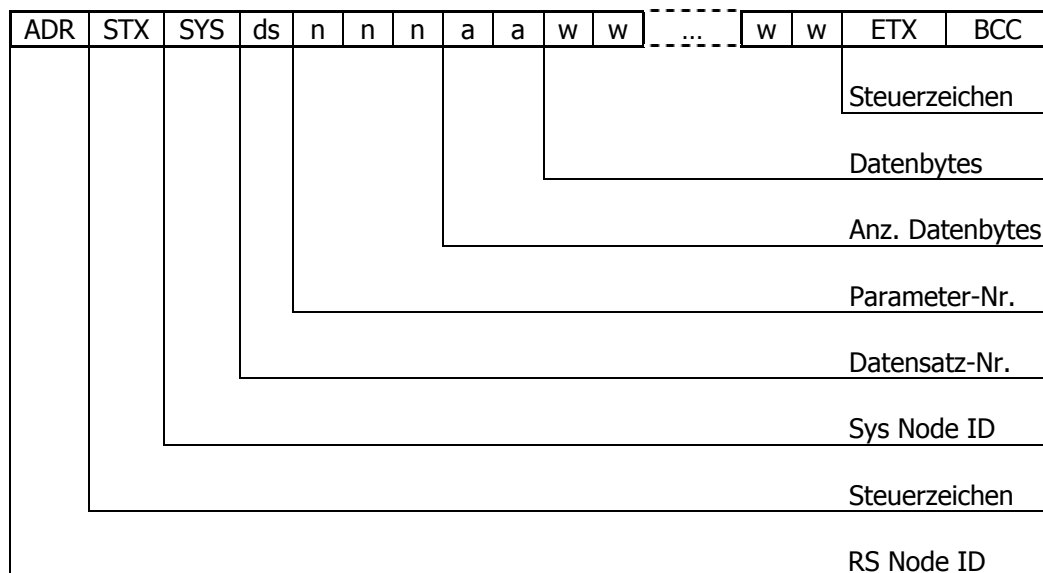 ADR STX SYS ds n n n a a w w ... w w ETX BCC
Steuerzeichen
Datenbytes
Anz. Datenbytes
Parameter-Nr.
Datensatz-Nr.
Sys Node ID
Steuerzeichen
RS Node ID